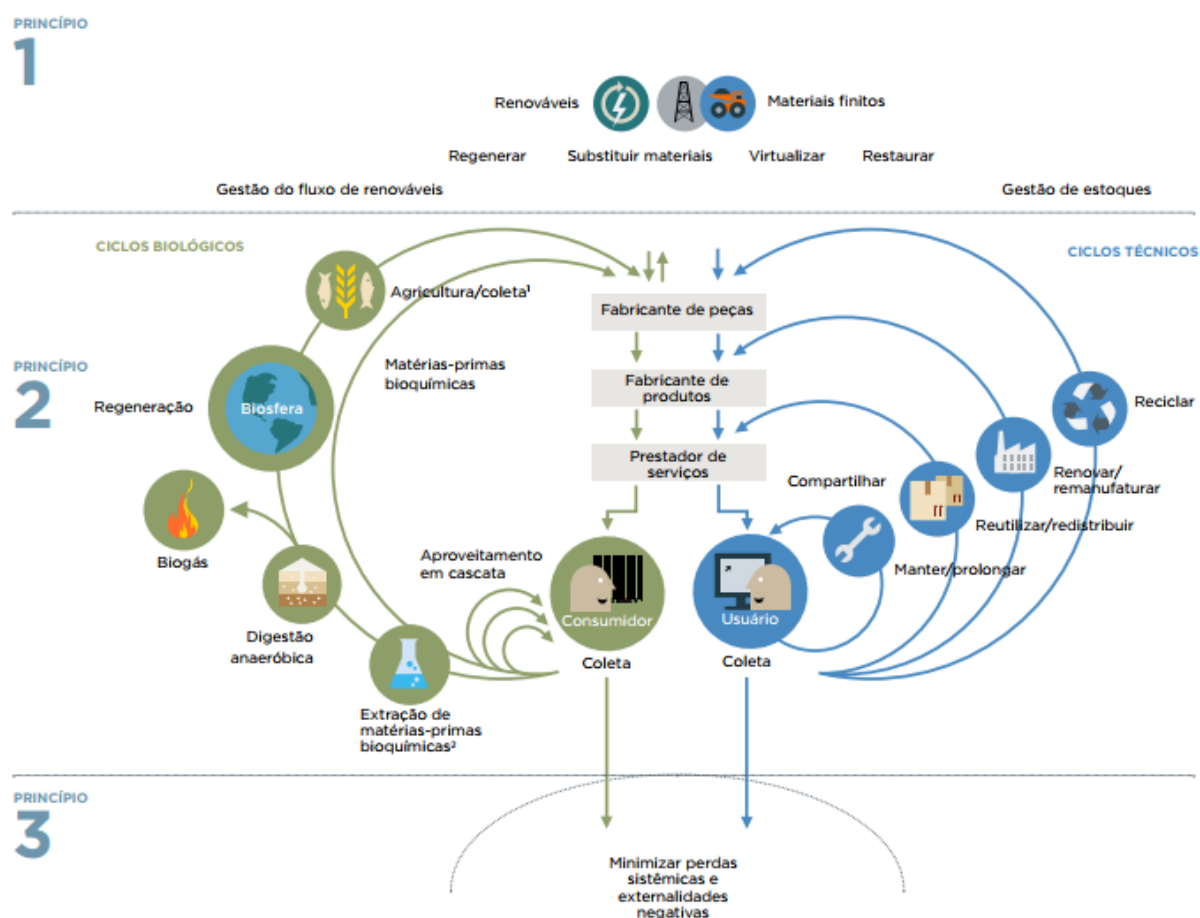 PRINCÍPIO
1
Renováveis
Materiais finitos
Regenerar
Substituir materiais
Virtualizar
Restaurar
Gestão do fluxo de renováveis
Gestão de estoques
CICLOS BIOLÓGICOS
CICLOS TÉCNICOS
Agricultura/coleta¹
Fabricante de peças
PRINCÍPIO
2
Matérias-primas
bioquímicas
Fabricante de
produtos
Regeneração
Biosfera
Reciclar
Prestador de
serviços
Compartilhar
Renovar/
remanufaturar
Reutilizar/redistribuir
Biogás
Aproveitamento
em cascata
Manter/prolongar
Consumidor
Usuário
Digestão
anaeróbica
Coleta
Coleta
Extração de
matérias-primas
bioquímicas²
PRINCÍPIO
3
Minimizar perdas
sistêmicas e
externalidades
negativas